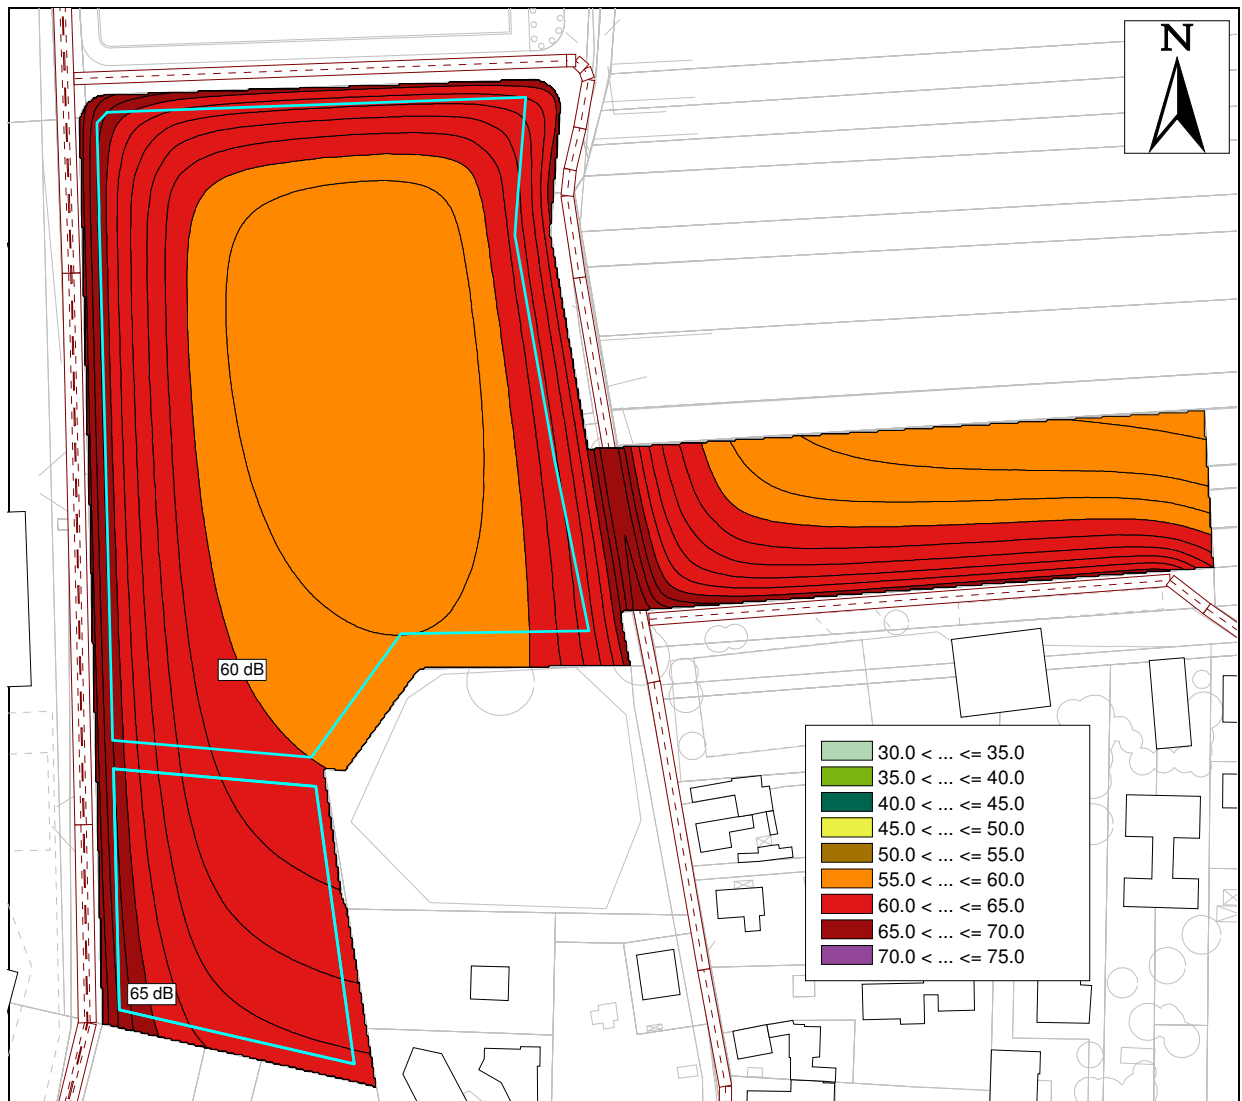 N
60 dB
30.0 < ... <= 35.0
35.0 < ... <= 40.0
40.0 < ... <= 45.0
45.0 < ... <= 50.0
50.0 < ... <= 55.0
55.0 < ... <= 60.0
60.0 < ... <= 65.0
65.0 < ... <= 70.0
70.0 < ... <= 75.0
65 dB